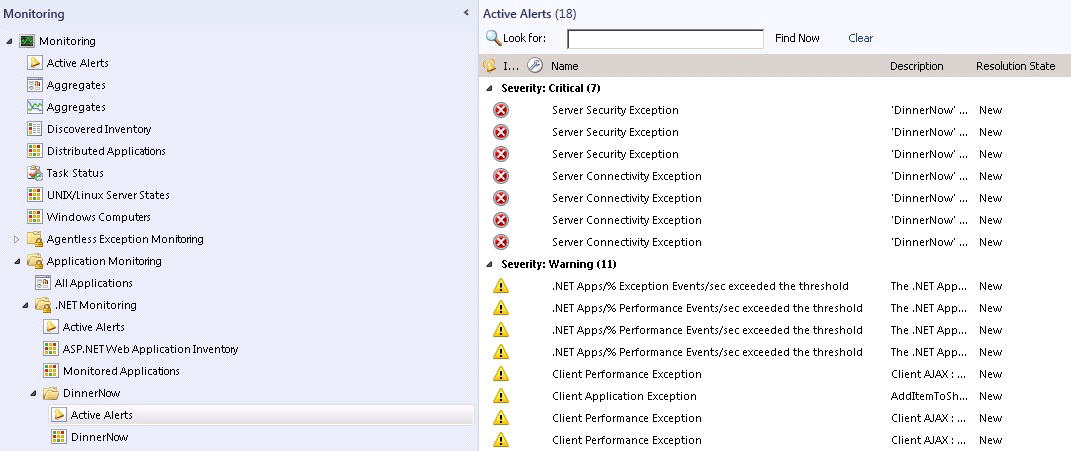 Monitoring
Monitoring
Active Alerts
Aggregates
Aggregates
Discovered Inventory
Distributed Applications
Task Status
UNIX/Linux Server States
Windows Computers
Agentless Exception Monitoring
Application Monitoring
All Applications
.NET Monitoring
Active Alerts
ASP.NET Web Application Inventory
Monitored Applications
DinnerNow
Active Alerts
DinnerNow
Active Alerts (18)
Look for: Find Now Clear
I... Name Description Resolution State
Severity: Critical (7)
Server Security Exception 'DinnerNow' ... New
Server Security Exception 'DinnerNow' ... New
Server Security Exception 'DinnerNow' ... New
Server Connectivity Exception 'DinnerNow' ... New
Server Connectivity Exception 'DinnerNow' ... New
Server Connectivity Exception 'DinnerNow' ... New
Server Connectivity Exception 'DinnerNow' ... New
Severity: Warning (11)
.NET Apps/% Exception Events/sec exceeded the threshold The .NET App... New
.NET Apps/% Performance Events/sec exceeded the threshold The .NET App... New
.NET Apps/% Performance Events/sec exceeded the threshold The .NET App... New
.NET Apps/% Performance Events/sec exceeded the threshold The .NET App... New
Client Performance Exception Client AJAX : ... New
Client Application Exception AddItemToSh... New
Client Performance Exception Client AJAX : ... New
Client Performance Exception Client AJAX : ... New